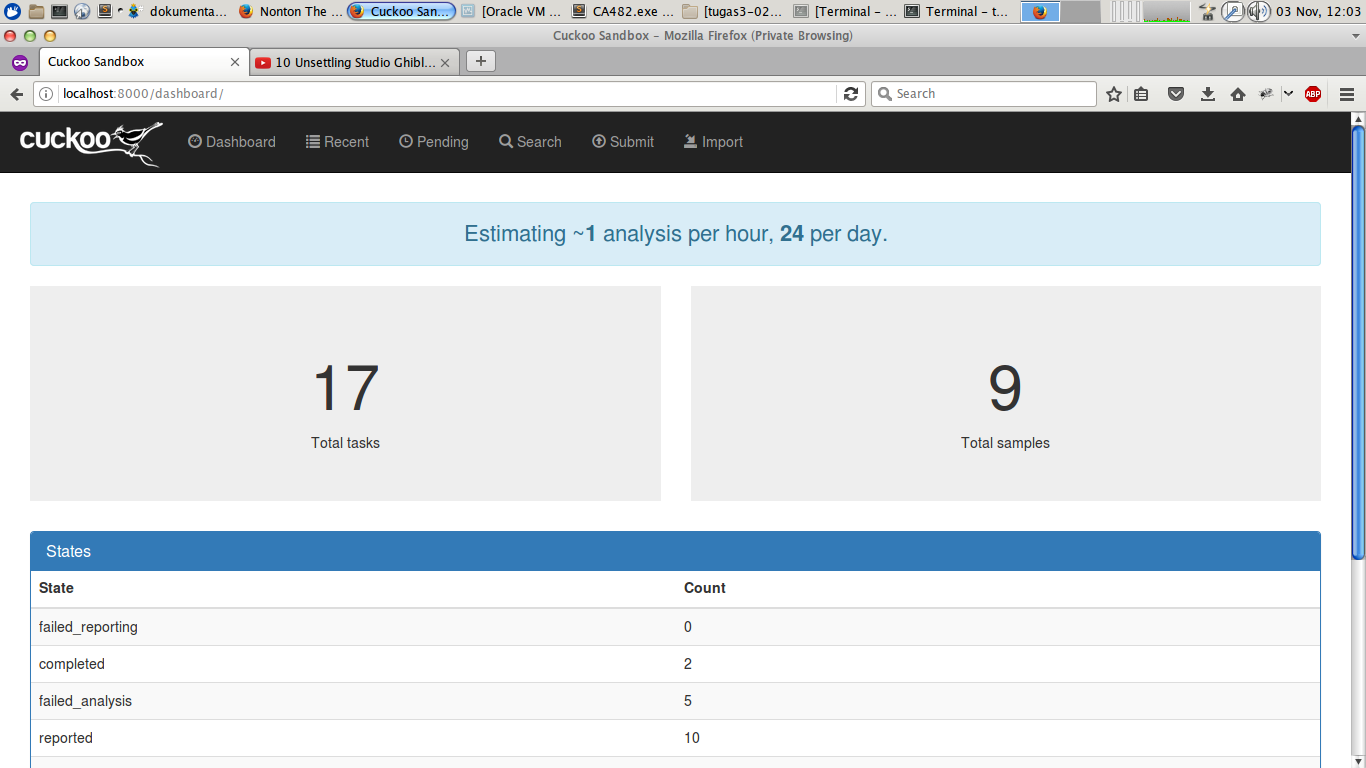 dokumenta...
Nonton The ...
Cuckoo San...
[Oracle VM ...
CA482.exe ...
[tugas3-02...
[Terminal - ...
Terminal - t...
03 Nov, 12:03
Cuckoo Sandbox - Mozilla Firefox (Private Browsing)
Cuckoo Sandbox
10 Unsettling Studio Ghibl...
localhost:8000/dashboard/
Search
ABP
cuckoo
Dashboard
Recent
Pending
Search
Submit
Import
Estimating ~1 analysis per hour, 24 per day.
17
Total tasks
9
Total samples
States
State Count
failed_reporting 0
completed 2
failed_analysis 5
reported 10